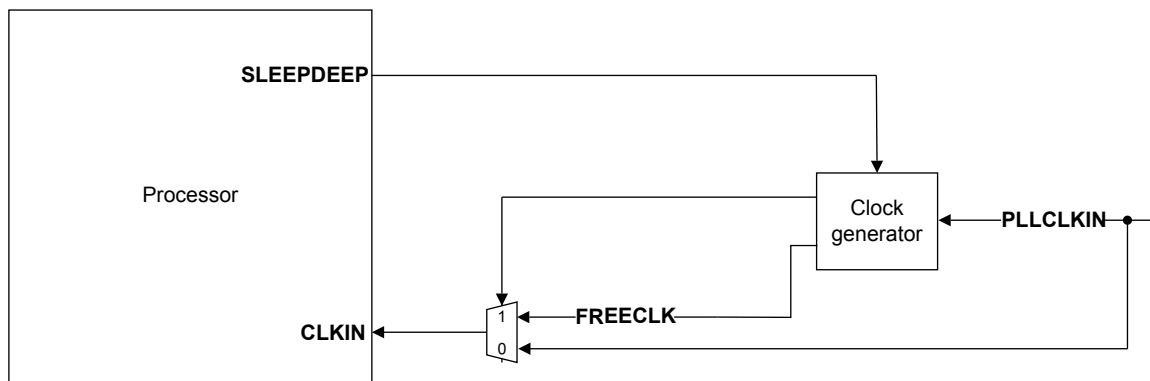 SLEEPDEEP
Processor
Clock
generator
PLLCLKIN
FREECLK
1
0
CLKIN